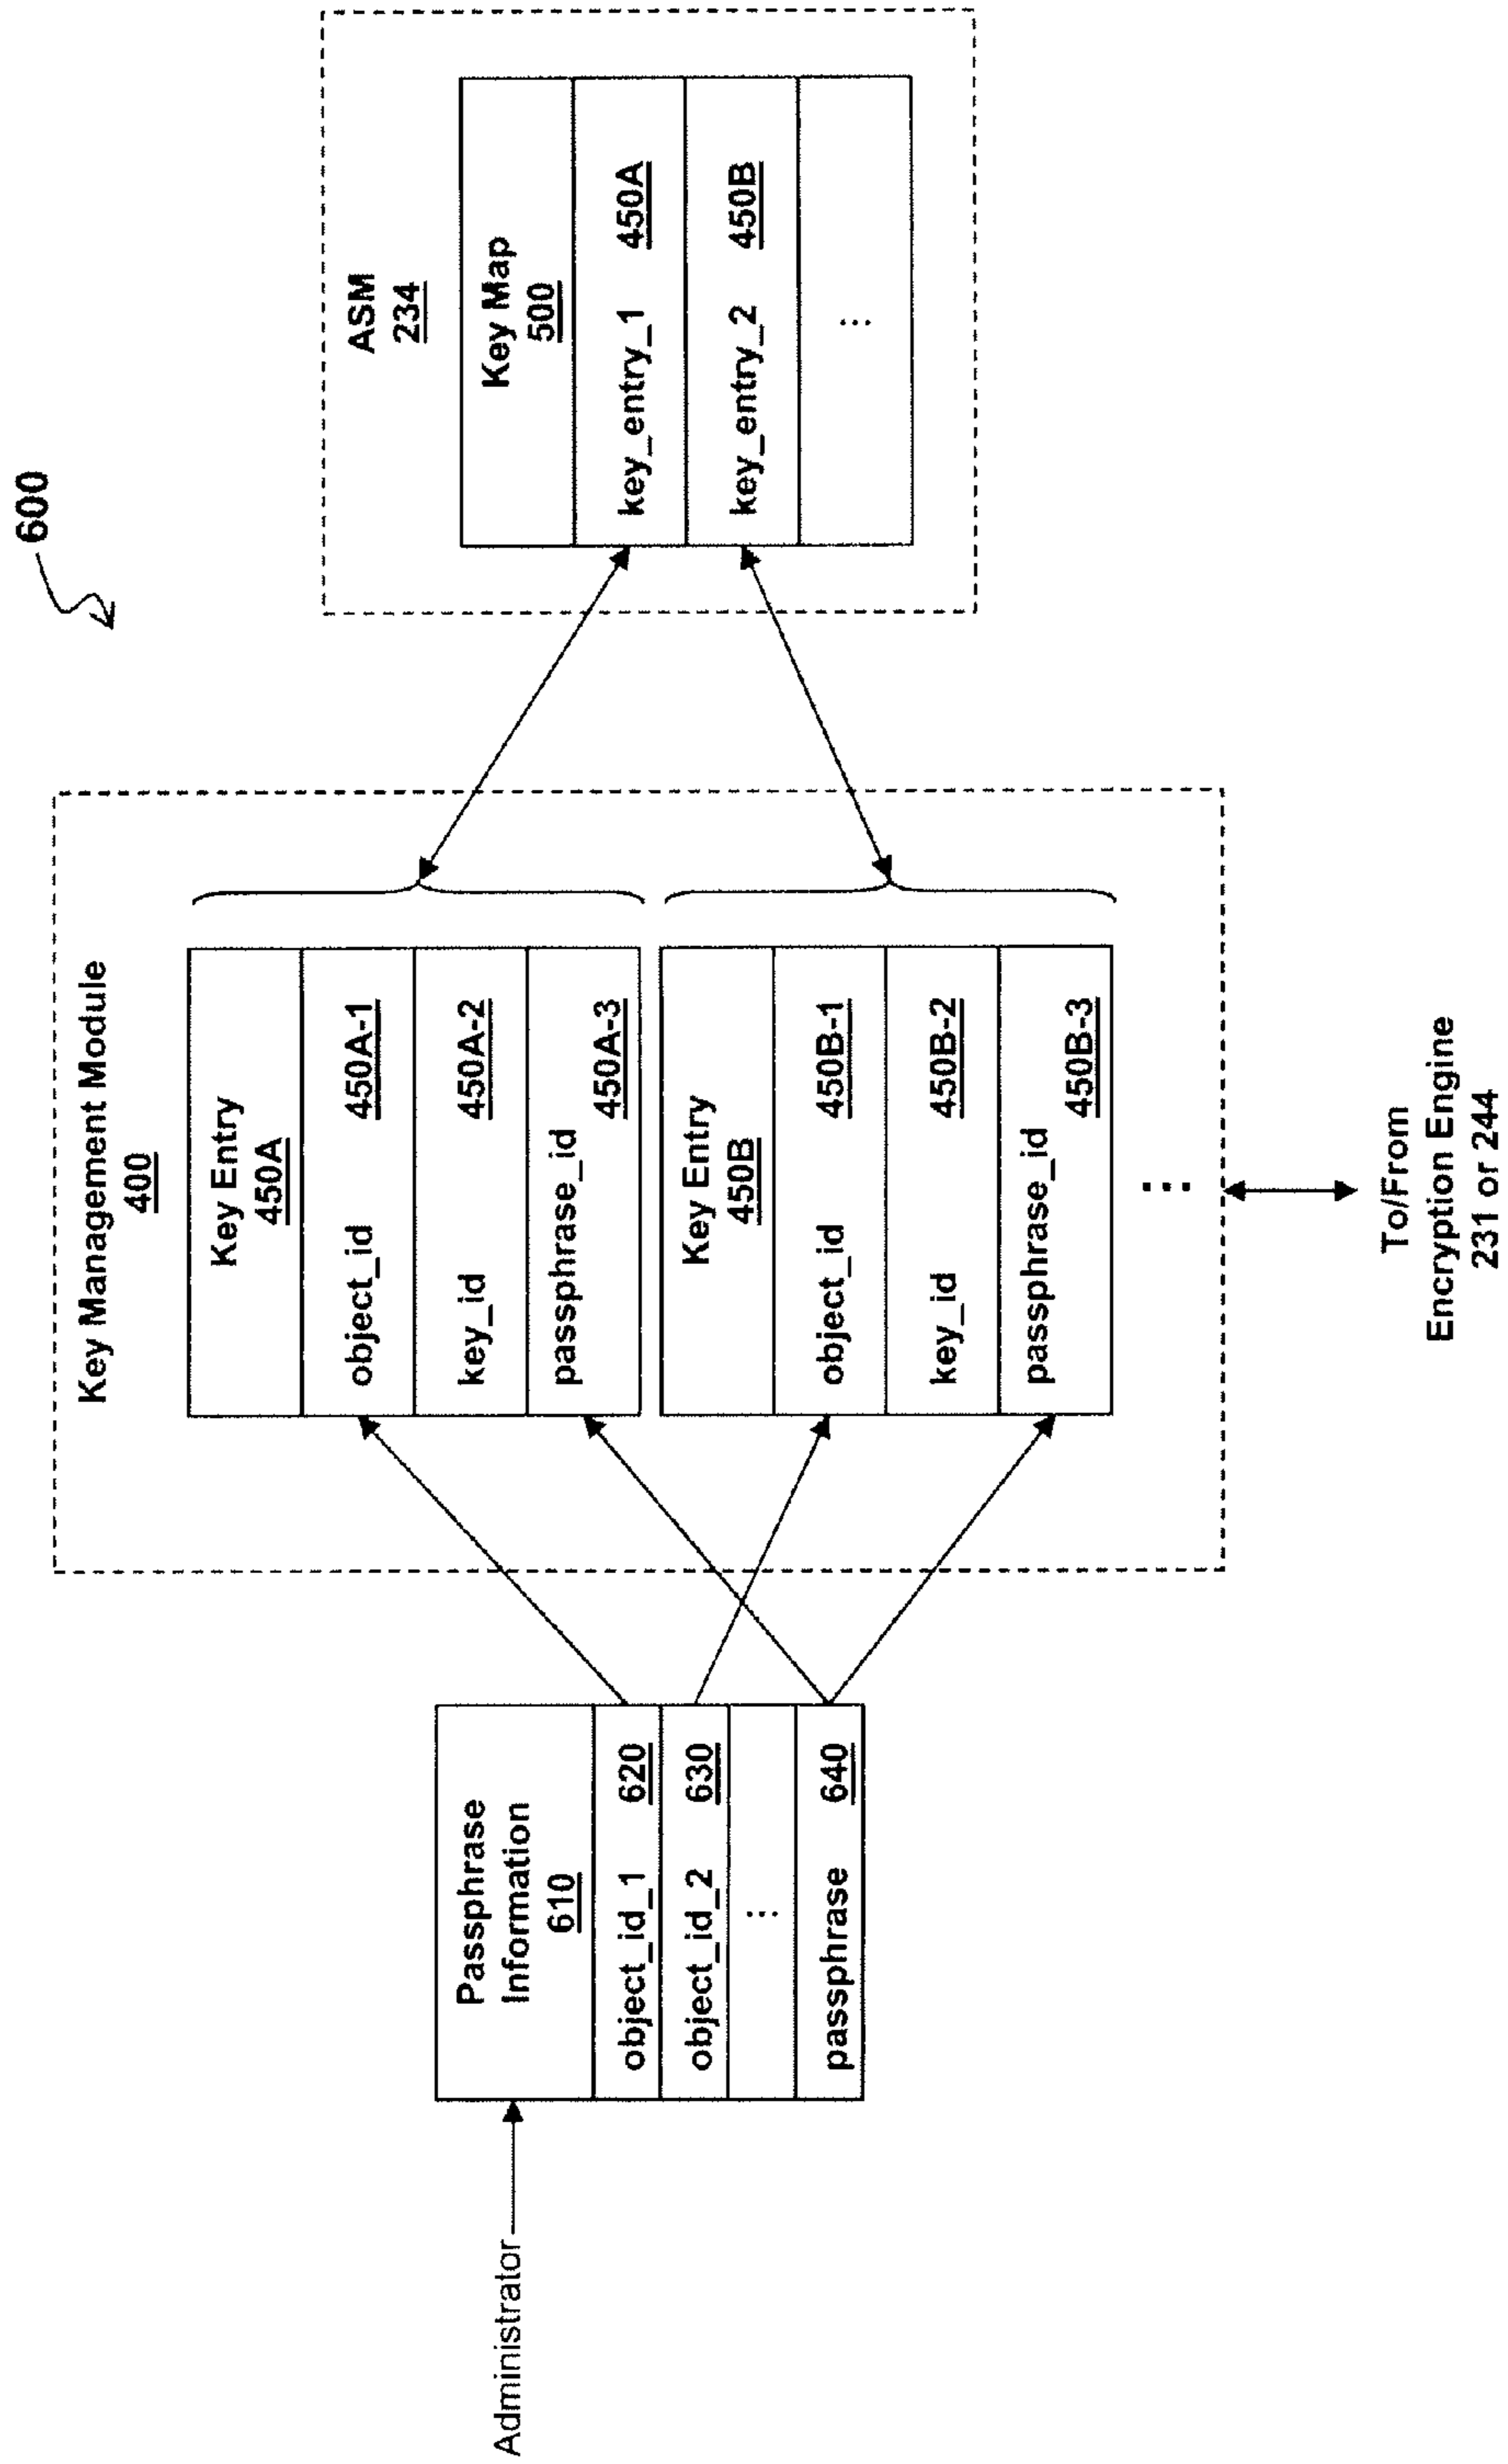 600
Administrator
Passphrase
Information
610
object_id_1 620
object_id_2 630
...
passphrase 640
Key Management Module
400
Key Entry
450A
object_id 450A-1
key_id 450A-2
passphrase_id
450A-3
Key Entry
450B
object_id 450B-1
key_id 450B-2
passphrase_id
450B-3
...
To/From
Encryption Engine
231 or 244
ASM
234
Key Map
500
key_entry_1 450A
key_entry_2 450B
...